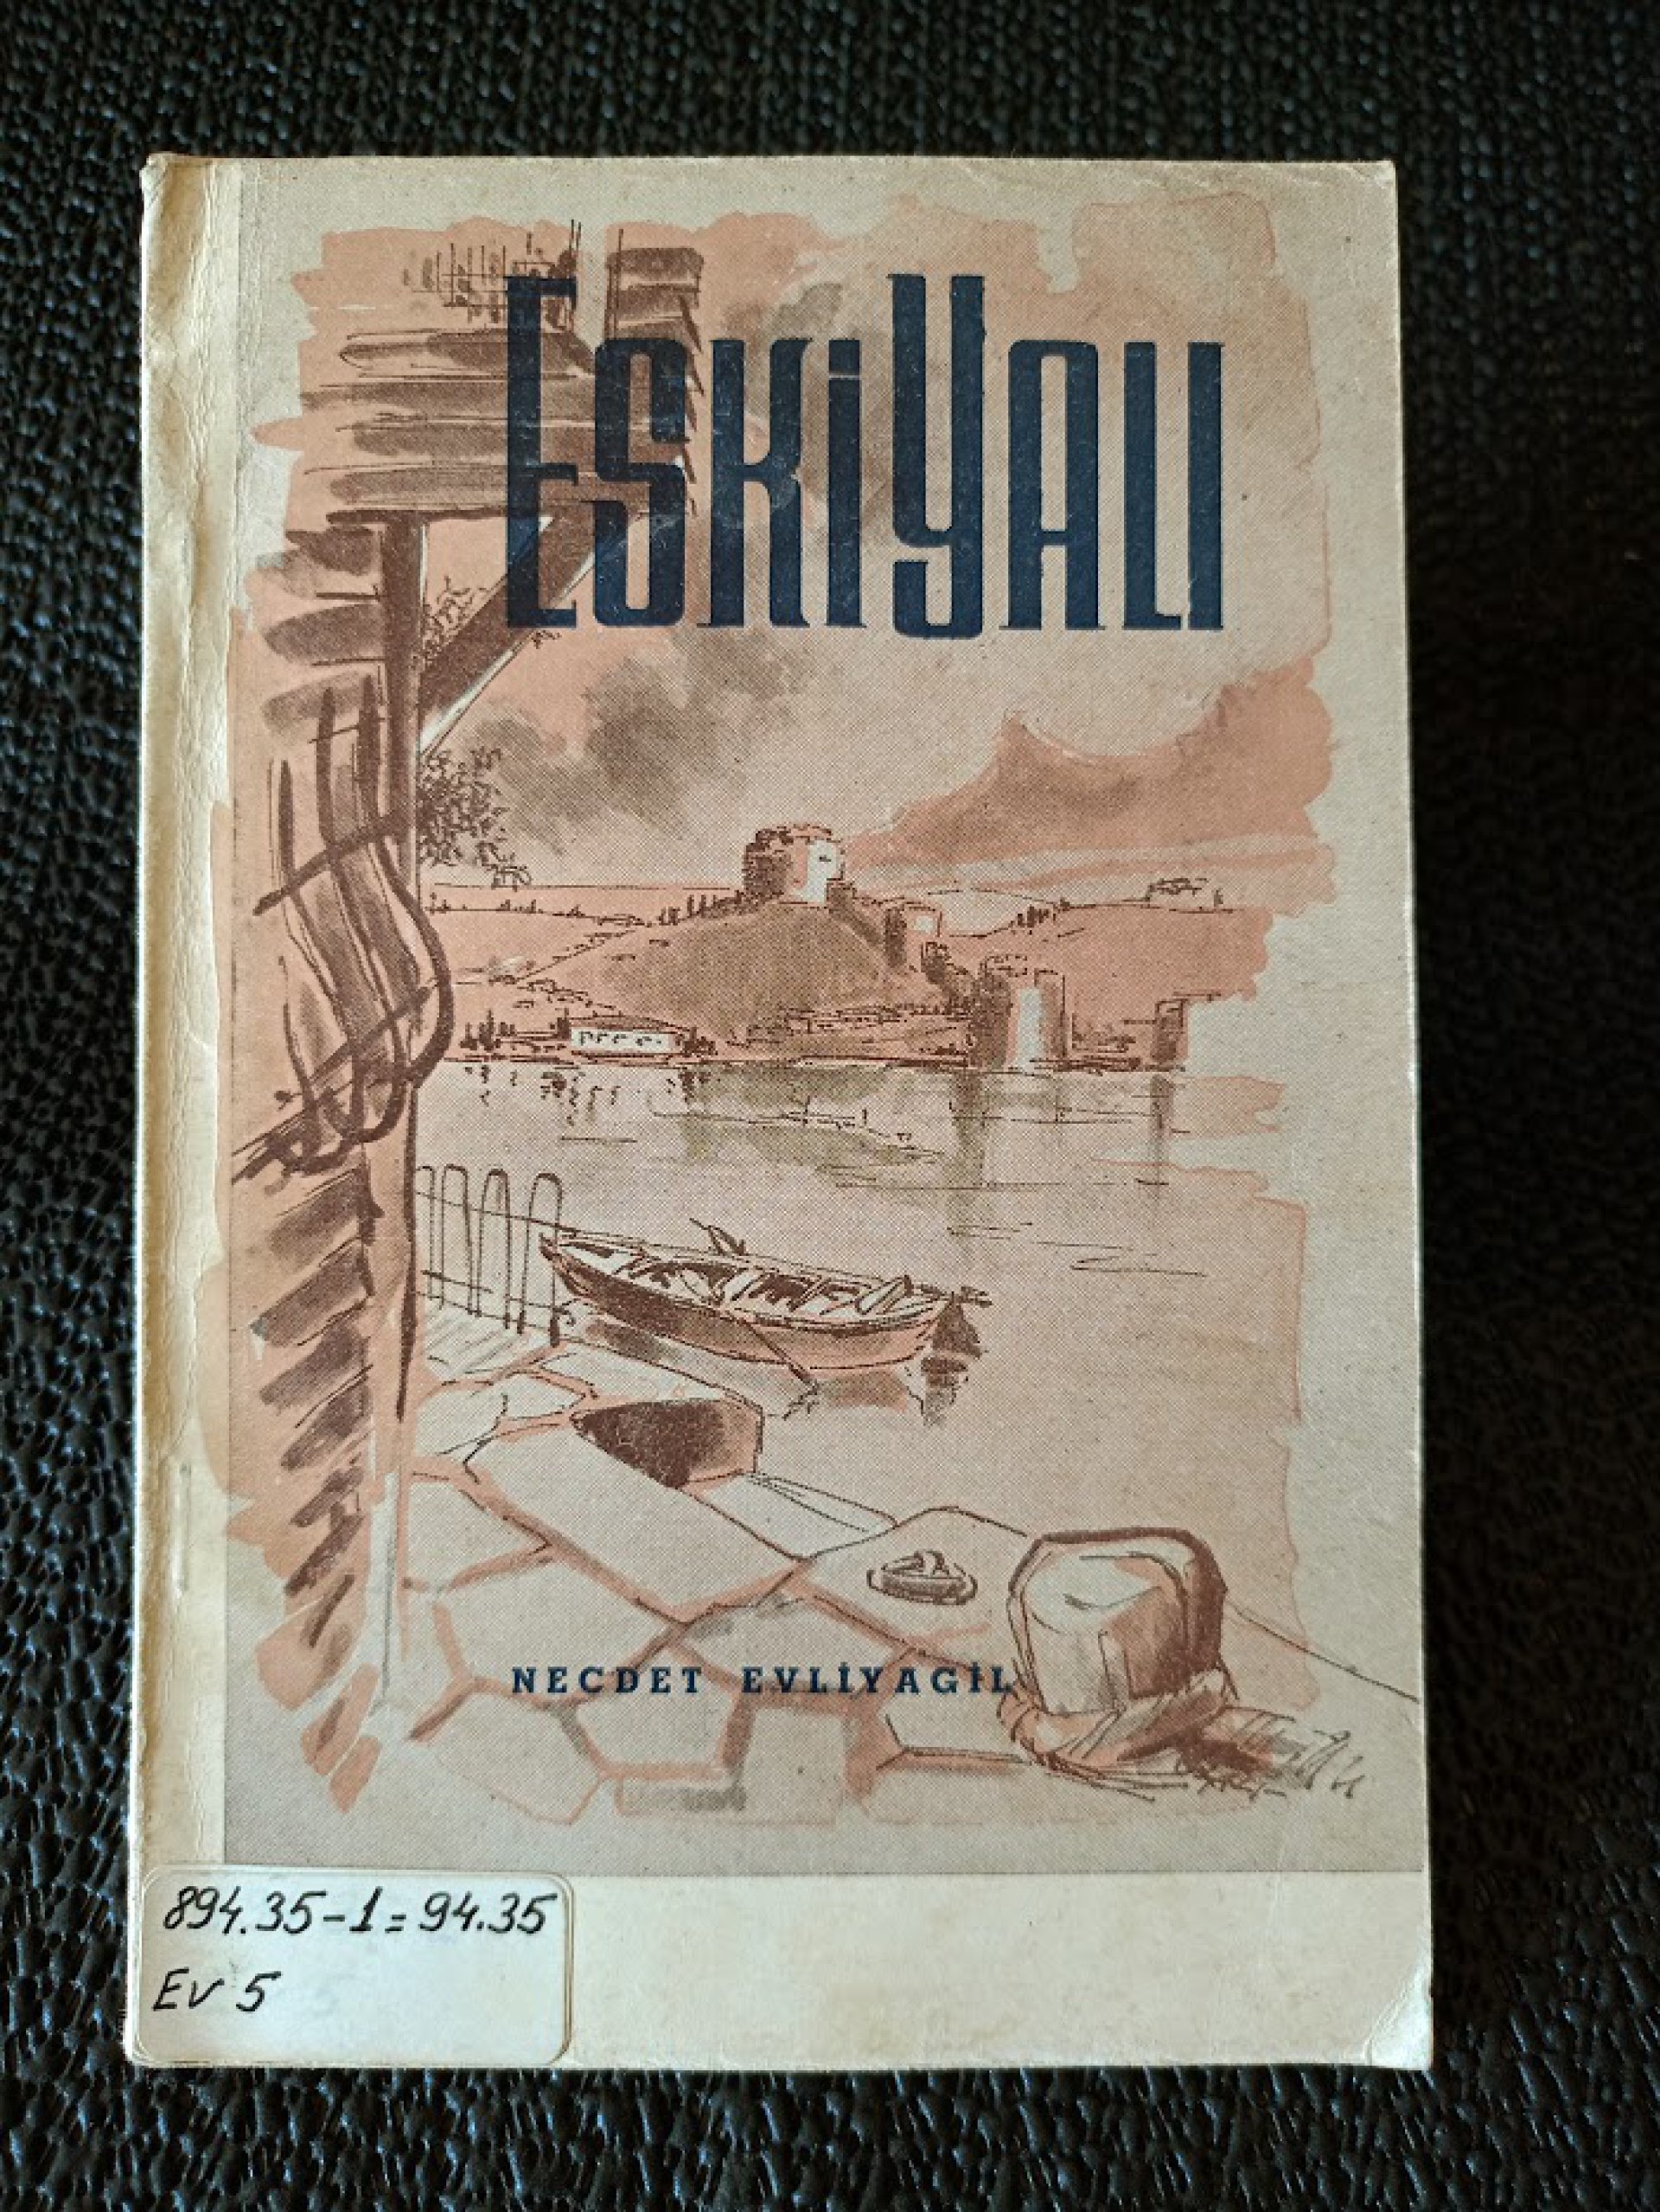 ESKİ YALI
NECDET EVLİYAGİL
894.35-1=94.35
Ev 5